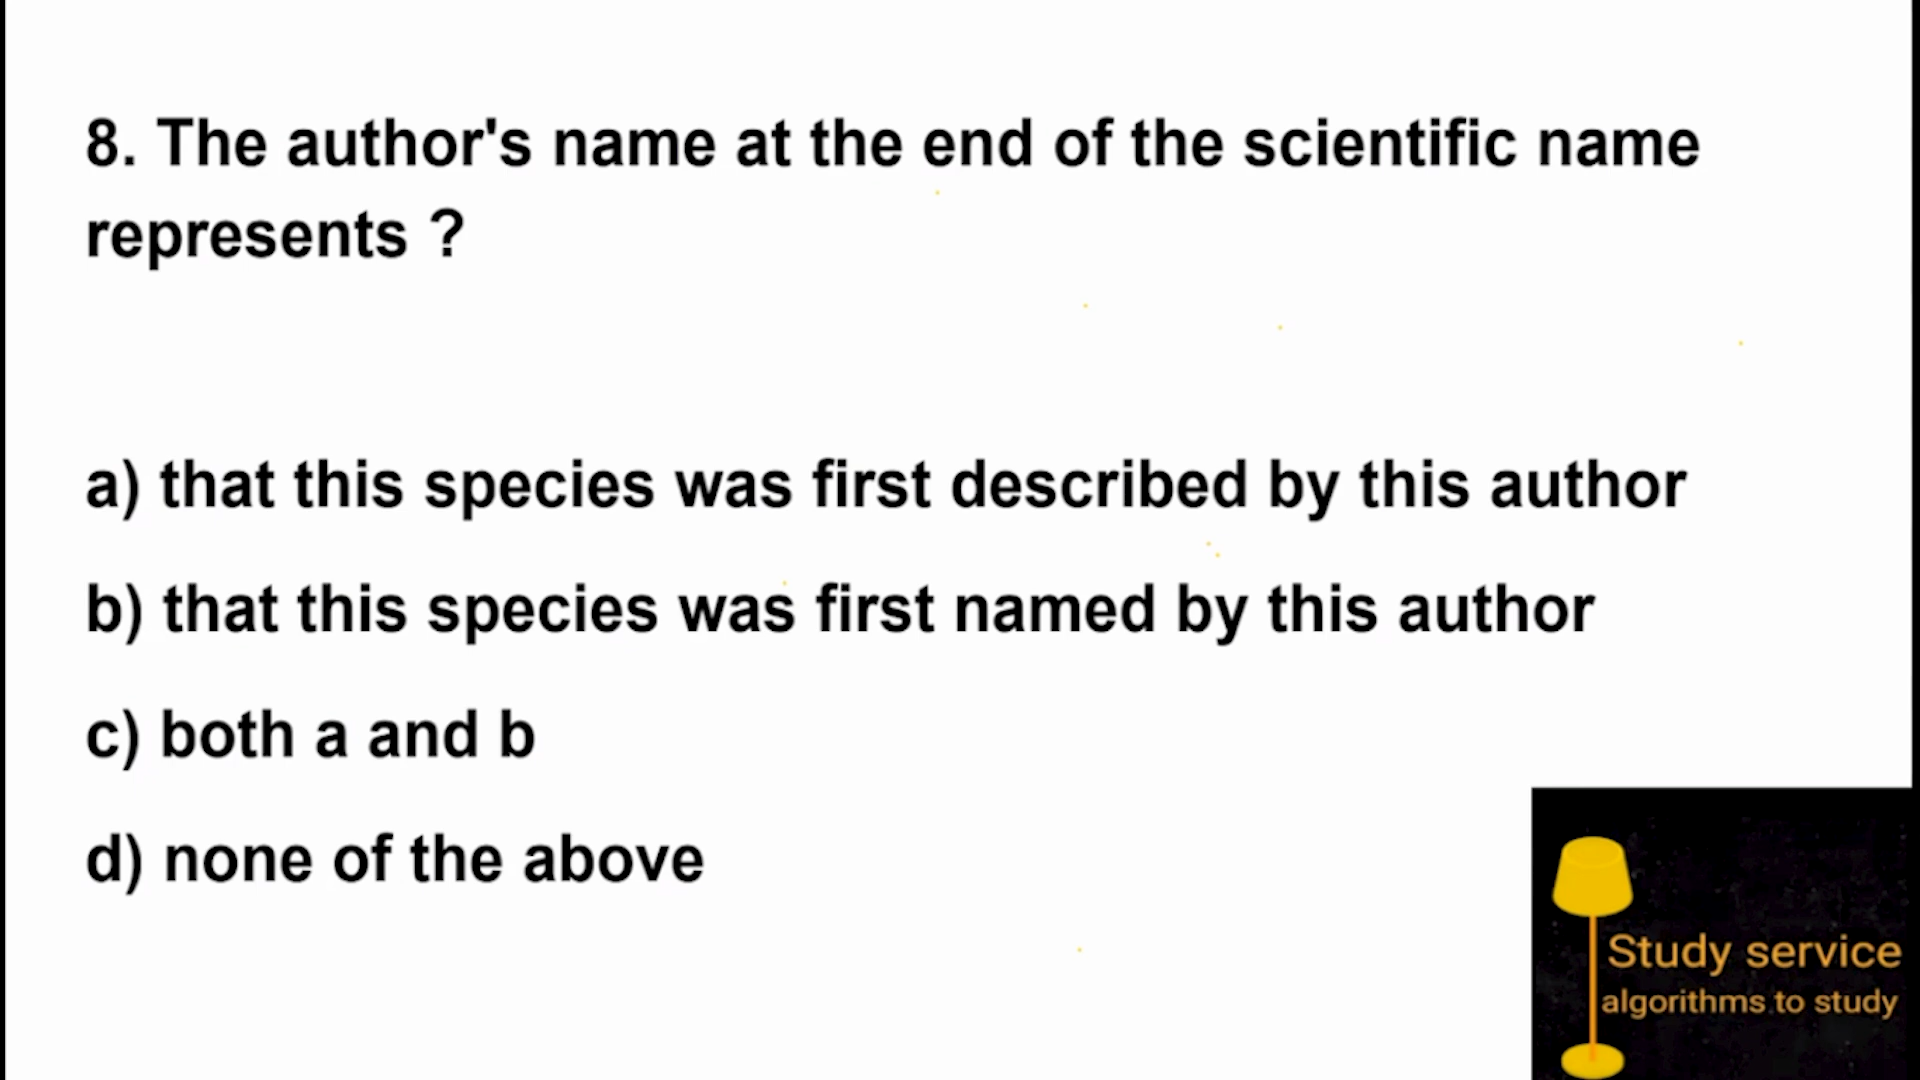 8. The author's name at the end of the scientific name
represents ?
a) that this species was first described by this author
b) that this species was first named by this author
c) both a and b
d) none of the above
Study service
algorithms to study